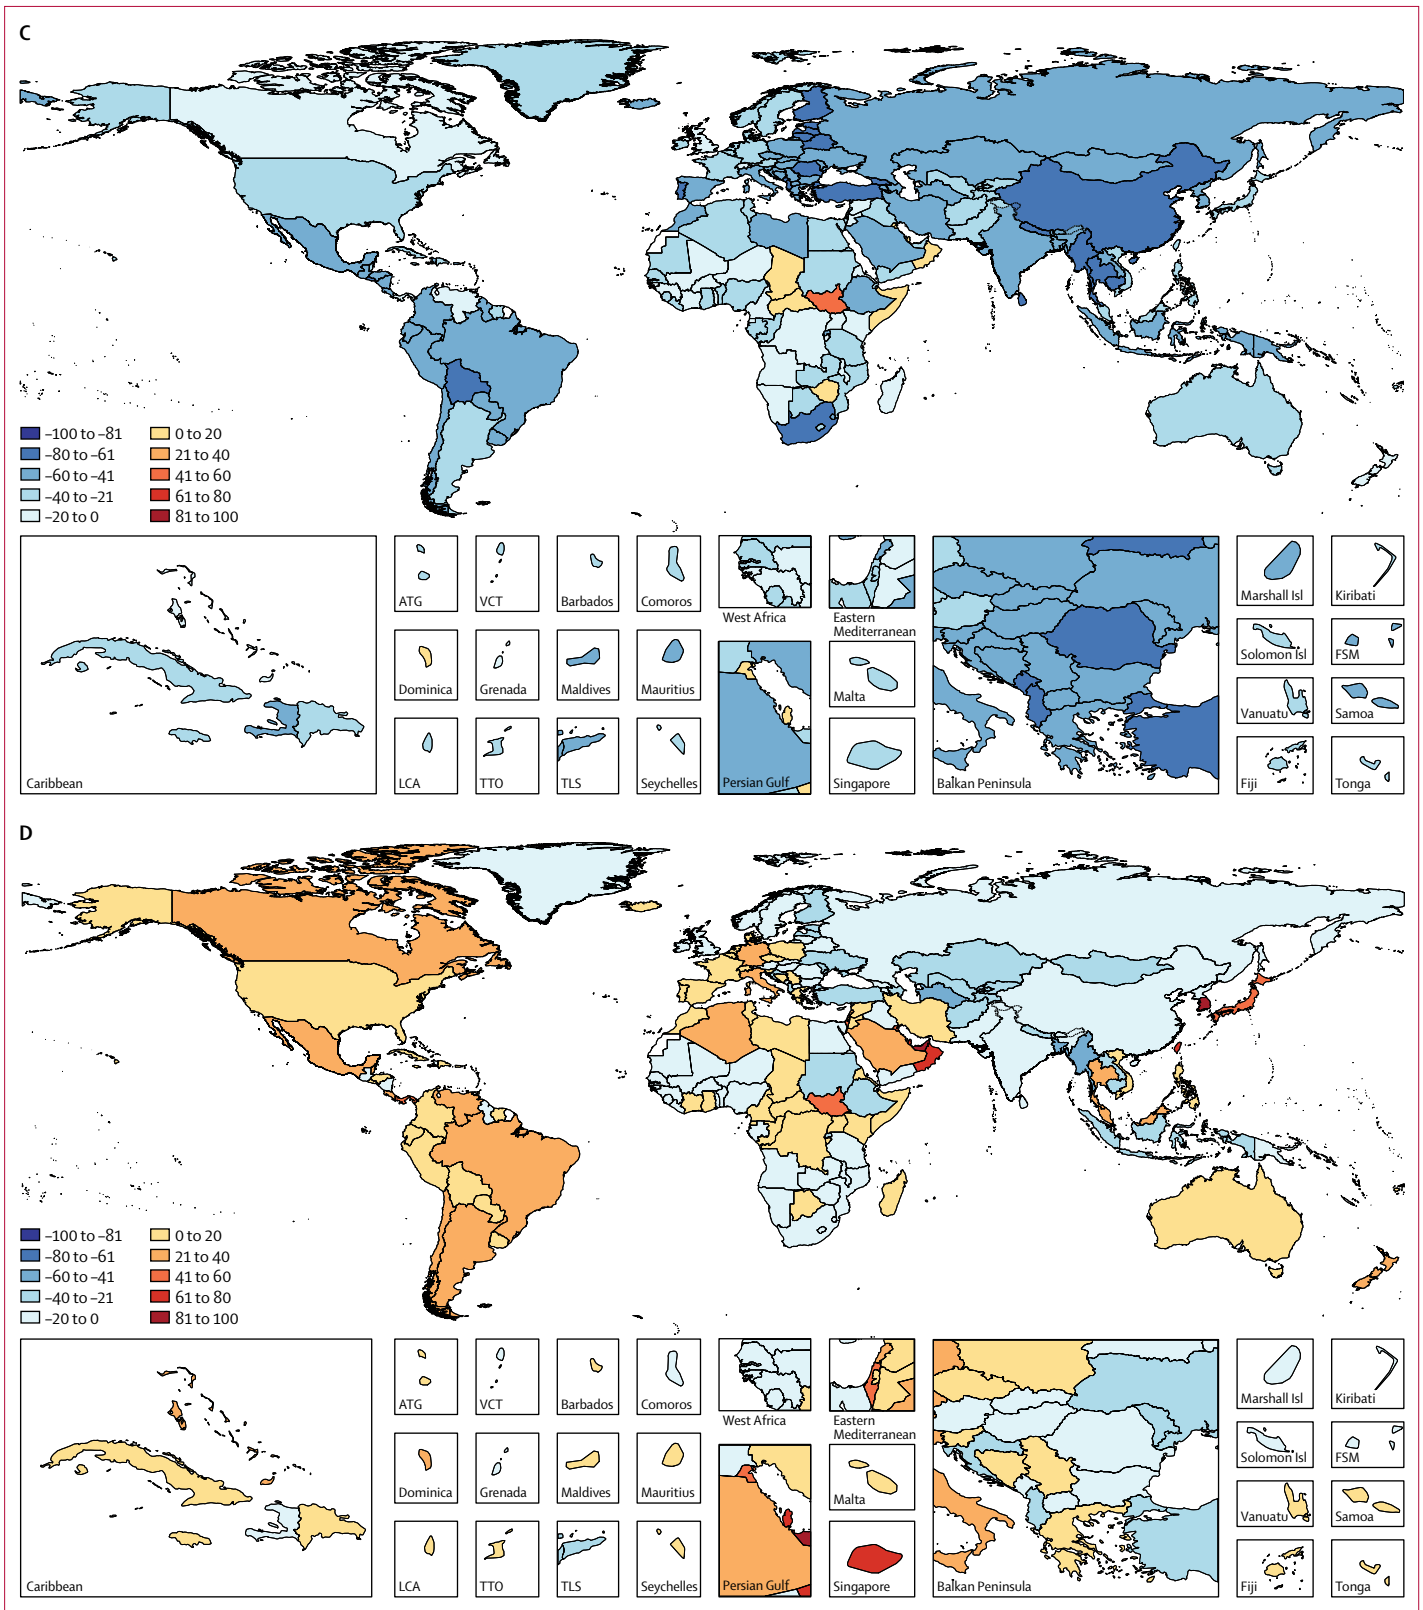 C
–100 to –81
–80 to –61
–60 to –41
–40 to –21
–20 to 0
0 to 20
21 to 40
41 to 60
61 to 80
81 to 100
Caribbean
ATG
VCT
Barbados
Comoros
Dominica
Grenada
Maldives
Mauritius
LCA
TTO
TLS
Seychelles
West Africa
Eastern
Mediterranean
Persian Gulf
Malta
Singapore
Balkan Peninsula
Marshall Isl
Kiribati
Solomon Isl
FSM
Vanuatu
Samoa
Fiji
Tonga
D
–100 to –81
–80 to –61
–60 to –41
–40 to –21
–20 to 0
0 to 20
21 to 40
41 to 60
61 to 80
81 to 100
Caribbean
ATG
VCT
Barbados
Comoros
Dominica
Grenada
Maldives
Mauritius
LCA
TTO
TLS
Seychelles
West Africa
Eastern
Mediterranean
Persian Gulf
Malta
Singapore
Balkan Peninsula
Marshall Isl
Kiribati
Solomon Isl
FSM
Vanuatu
Samoa
Fiji
Tonga